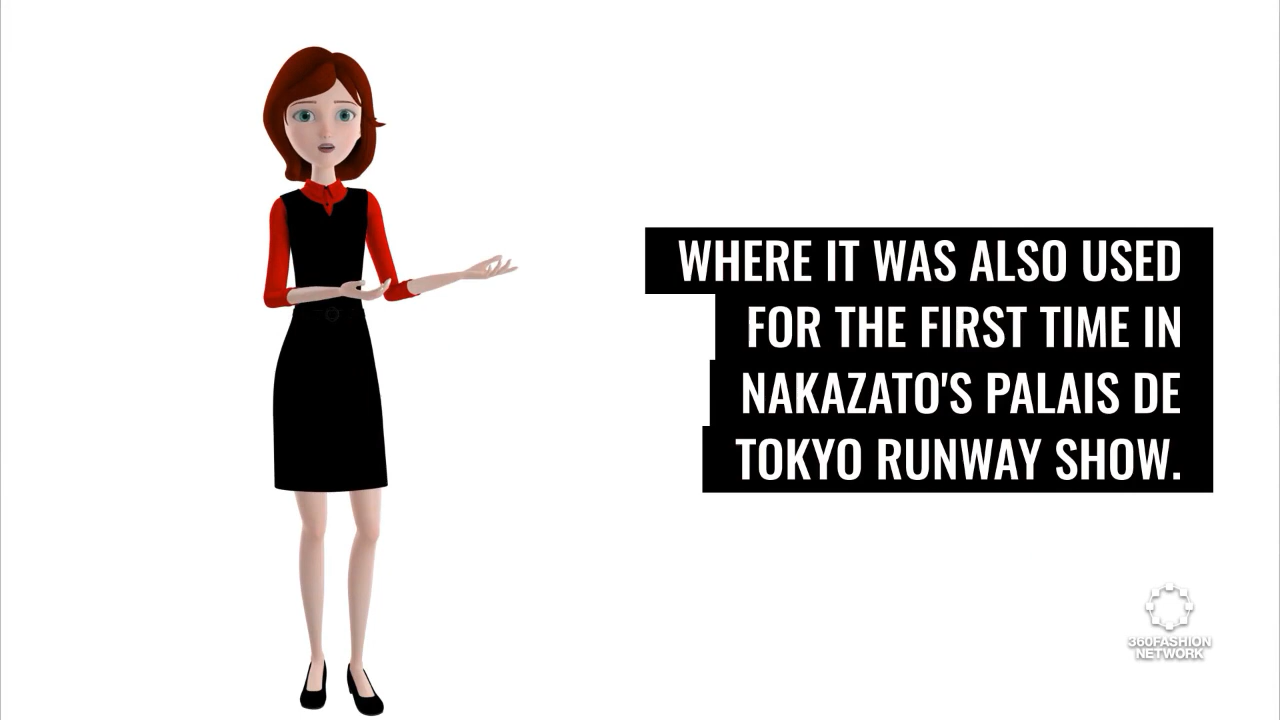 WHERE IT WAS ALSO USED
FOR THE FIRST TIME IN
NAKAZATO'S PALAIS DE
TOKYO RUNWAY SHOW.
360FASHION
NETWORK